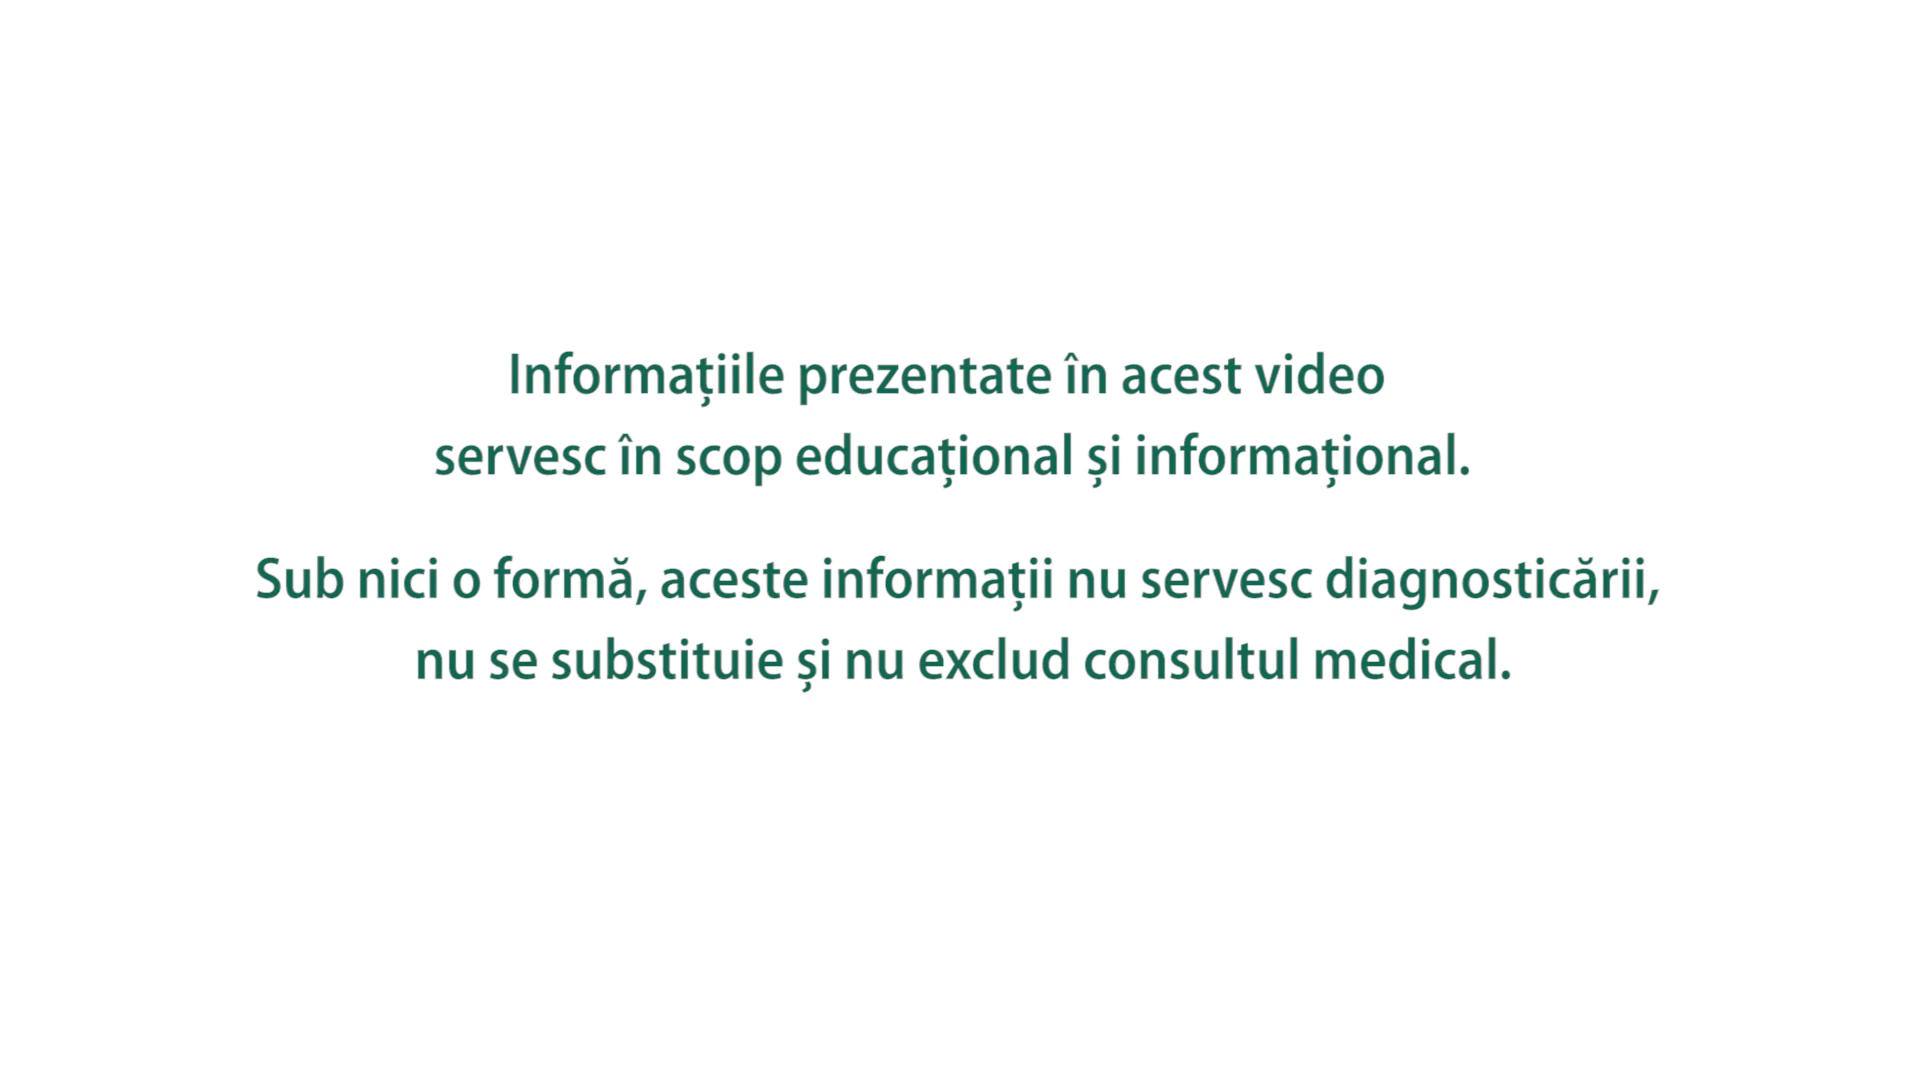 Informațiile prezentate în acest video
servesc în scop educațional și informațional.
Sub nici o formă, aceste informații nu servesc diagnosticării,
nu se substituie și nu exclud consultul medical.